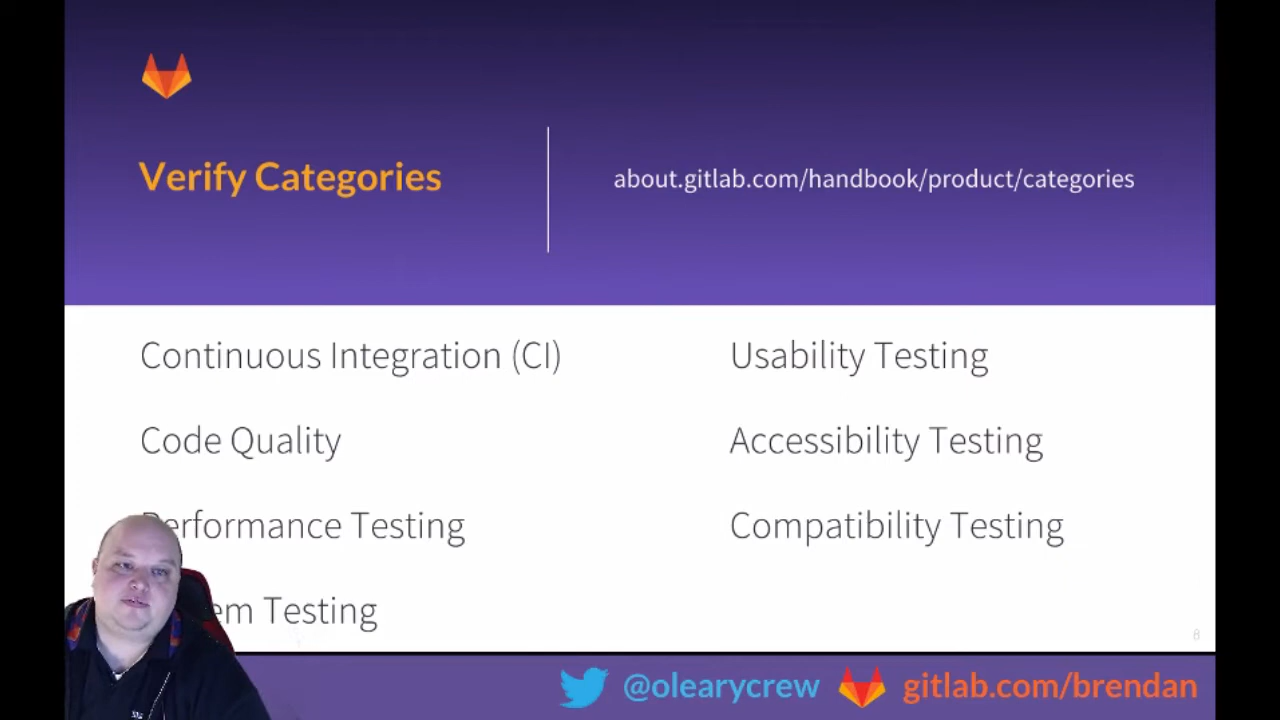 Verify Categories
about.gitlab.com/handbook/product/categories
Continuous Integration (CI)
Usability Testing
Code Quality
Accessibility Testing
Performance Testing
Compatibility Testing
Testing
8
@olearycrew
gitlab.com/brendan